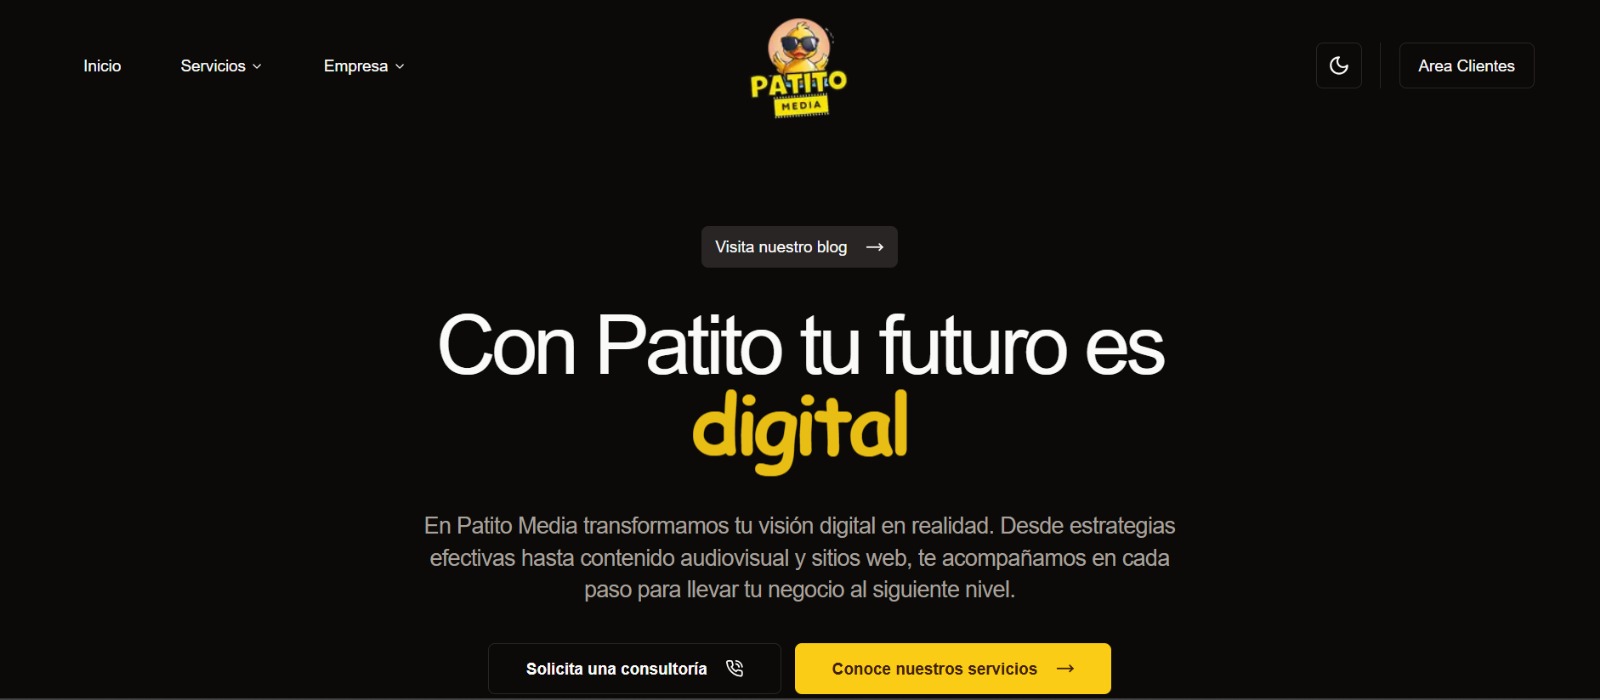 Inicio
Servicios
Empresa
PATITO
MEDIA
Area Clientes
Visita nuestro blog
Con Patito tu futuro es
digital
En Patito Media transformamos tu visión digital en realidad. Desde estrategias
efectivas hasta contenido audiovisual y sitios web, te acompañamos en cada
paso para llevar tu negocio al siguiente nivel.
Solicita una consultoría
Conoce nuestros servicios